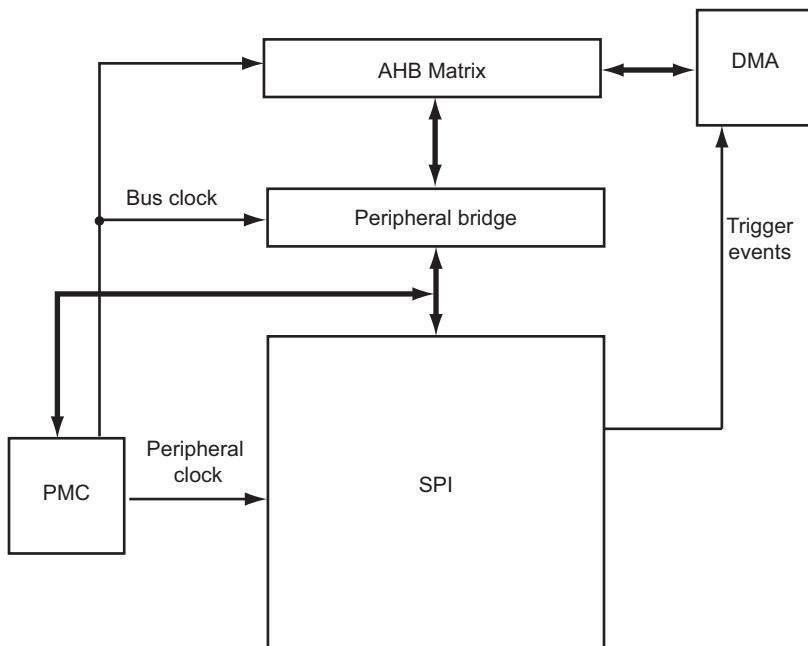 AHB Matrix
DMA
Bus clock
Peripheral bridge
Trigger
events
Peripheral
clock
PMC
SPI